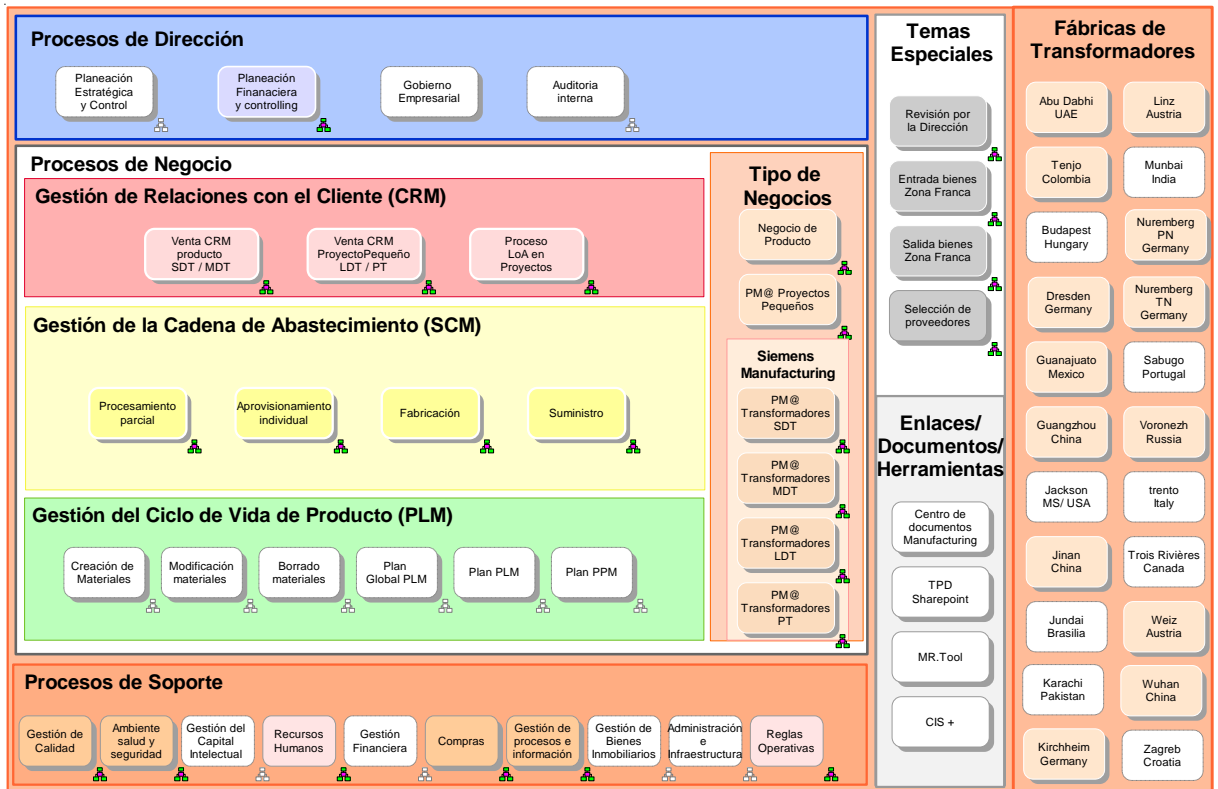 Procesos de Dirección
Planeación
Estratégica
y Control
Planeación
Finanaciera
y controlling
Gobierno
Empresarial
Auditoria
interna
Procesos de Negocio
Gestión de Relaciones con el Cliente (CRM)
Venta CRM
producto
SDT / MDT
Venta CRM
ProyectoPequeño
LDT / PT
Proceso
LoA en
Proyectos
Gestión de la Cadena de Abastecimiento (SCM)
Procesamiento
parcial
Aprovisionamiento
individual
Fabricación
Suministro
Gestión del Ciclo de Vida de Producto (PLM)
Creación de
Materiales
Modificación
materiales
Borrado
materiales
Plan
Global PLM
Plan PLM
Plan PPM
Tipo de
Negocios
Negocio de
Producto
PM@ Proyectos
Pequeños
Siemens
Manufacturing
PM@
Transformadores
SDT
PM@
Transformadores
MDT
PM@
Transformadores
LDT
PM@
Transformadores
PT
Procesos de Soporte
Gestión de
Calidad
Ambiente
salud y
seguridad
Gestión del
Capital
Intelectual
Recursos
Humanos
Gestión
Financiera
Compras
Gestión de
procesos e
información
Gestión de
Bienes
Inmobiliarios
Administración
e
Infraestructura
Reglas
Operativas
Temas
Especiales
Revisión por
la Dirección
Entrada bienes
Zona Franca
Salida bienes
Zona Franca
Selección de
proveedores
Enlaces/
Documentos/
Herramientas
Centro de
documentos
Manufacturing
TPD
Sharepoint
MR.Tool
CIS +
Fábricas de
Transformadores
Abu Dabhi
UAE
Linz
Austria
Tenjo
Colombia
Munbai
India
Budapest
Hungary
Nuremberg
PN
Germany
Dresden
Germany
Nuremberg
TN
Germany
Guanajuato
Mexico
Sabugo
Portugal
Guangzhou
China
Voronezh
Russia
Jackson
MS/ USA
trento
Italy
Jinan
China
Trois Rivières
Canada
Jundai
Brasilia
Weiz
Austria
Karachi
Pakistan
Wuhan
China
Kirchheim
Germany
Zagreb
Croatia